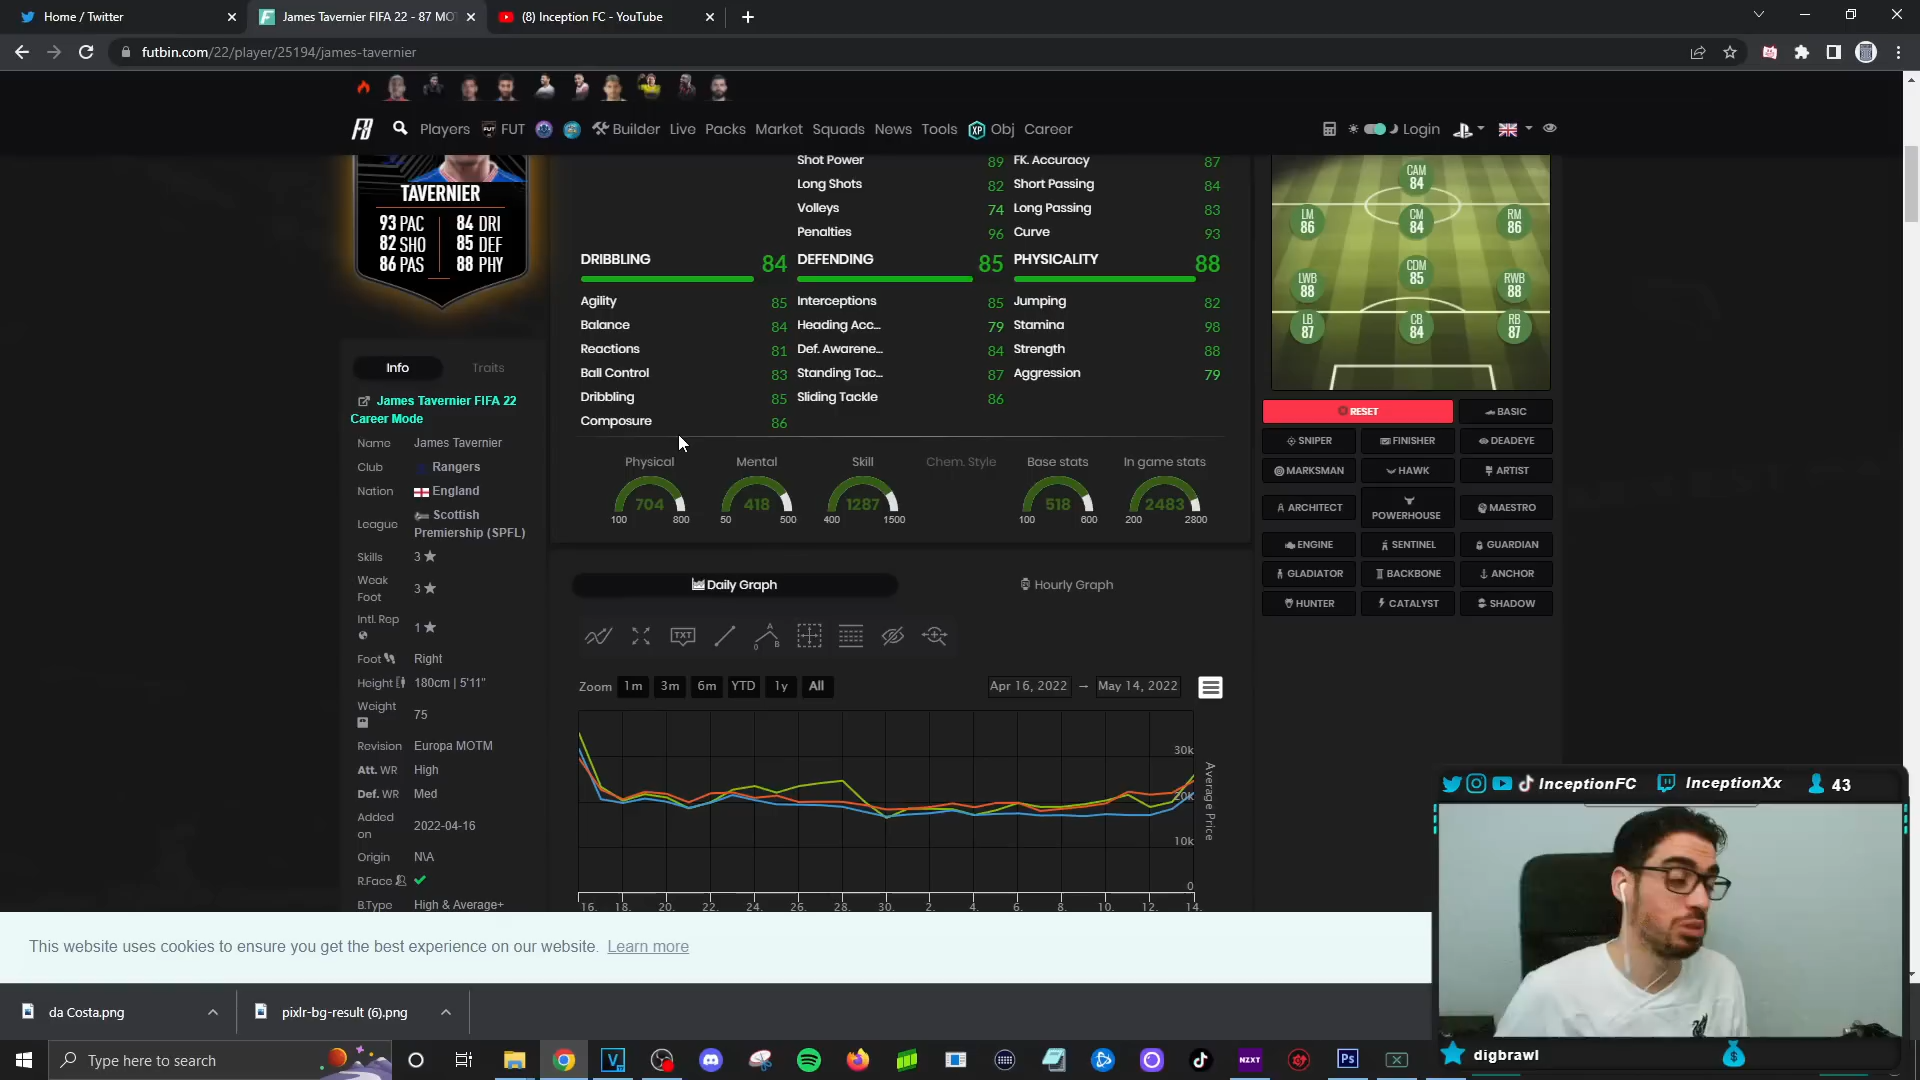 Home / Twitter
James Tavernier FIFA 22 - 87 MO
(8) Inception FC - YouTube
futbin.com/22/player/25194/james-tavernier
Players FUT Builder Live Packs Market Squads News Tools XP Obj Career
Login
TAVERNIER
93 PAC 84 DRI
82 SHO 85 DEF
86 PAS 88 PHY
Shot Power 89
Long Shots 82
Volleys 74
Penalties 96
FK. Accuracy 87
Short Passing 84
Long Passing 83
Curve 93
DRIBBLING 84
Agility 85
Balance 84
Reactions 81
Ball Control 83
Dribbling 85
Composure 86
DEFENDING 85
Interceptions 85
Heading Acc... 79
Def. Awarene... 84
Standing Tac... 87
Sliding Tackle 86
PHYSICALITY 88
Jumping 82
Stamina 98
Strength 88
Aggression 79
Physical Mental Skill Chem. Style Base stats In game stats
704 418 1287 518 2483
100 800 50 500 400 1500 100 600 200 2800
Info Traits
James Tavernier FIFA 22
Career Mode
Name James Tavernier
Club Rangers
Nation England
League Scottish
Premiership (SPFL)
Skills 3
Weak
Foot 3
Intl. Rep 1
Foot Right
Height 180cm | 5'11"
Weight 75
Revision Europa MOTM
Att. WR High
Def. WR Med
Added
on 2022-04-16
Origin N\A
R.Face
B.Type High & Average+
Daily Graph Hourly Graph
TXT
A
0 B
Zoom 1m 3m 6m YTD 1y All
Apr 16, 2022 → May 14, 2022
30k
20k
10k
0
Average Price
16. 18. 20. 22. 24. 26. 28. 30. 2. 4. 6. 8. 10. 12. 14.
CAM
84
LM
86
CM
84
RM
86
LWB
88
CDM
85
RWB
88
LB
87
CB
84
RB
87
RESET BASIC
SNIPER FINISHER DEADEYE
MARKSMAN HAWK ARTIST
ARCHITECT POWERHOUSE MAESTRO
ENGINE SENTINEL GUARDIAN
GLADIATOR BACKBONE ANCHOR
HUNTER CATALYST SHADOW
InceptionFC InceptionXx 43
digbrawl
This website uses cookies to ensure you get the best experience on our website. Learn more
da Costa.png
pixlr-bg-result (6).png
Type here to search
V
NZXT
Ps